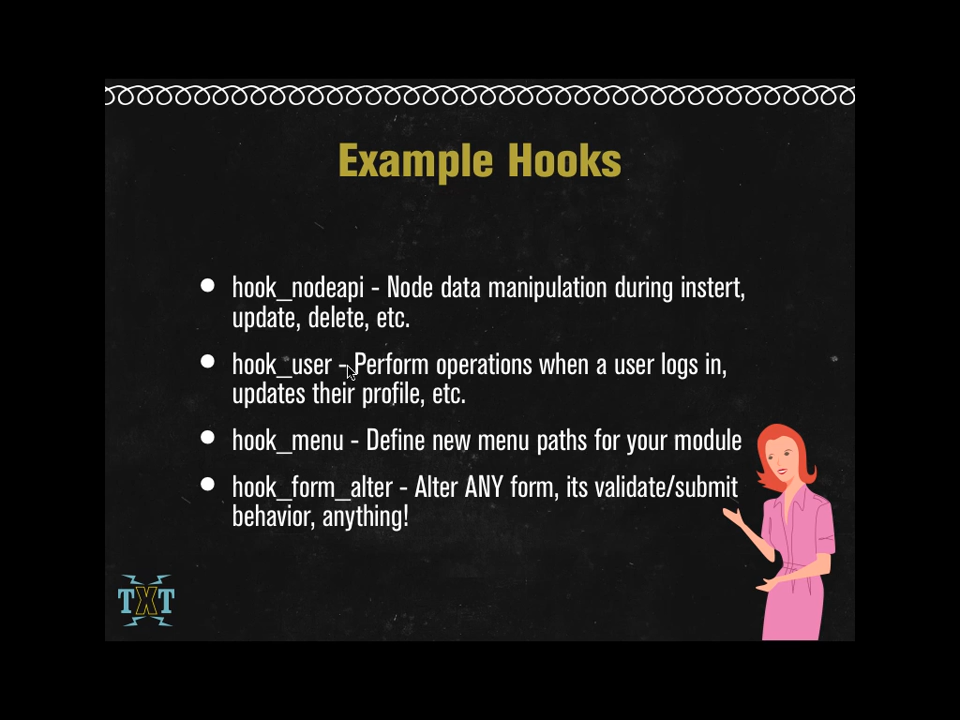 Example Hooks
● hook_nodeapi - Node data manipulation during instert,
update, delete, etc.
● hook_user - Perform operations when a user logs in,
updates their profile, etc.
● hook_menu - Define new menu paths for your module
● hook_form_alter - Alter ANY form, its validate/submit
behavior, anything!
TXT